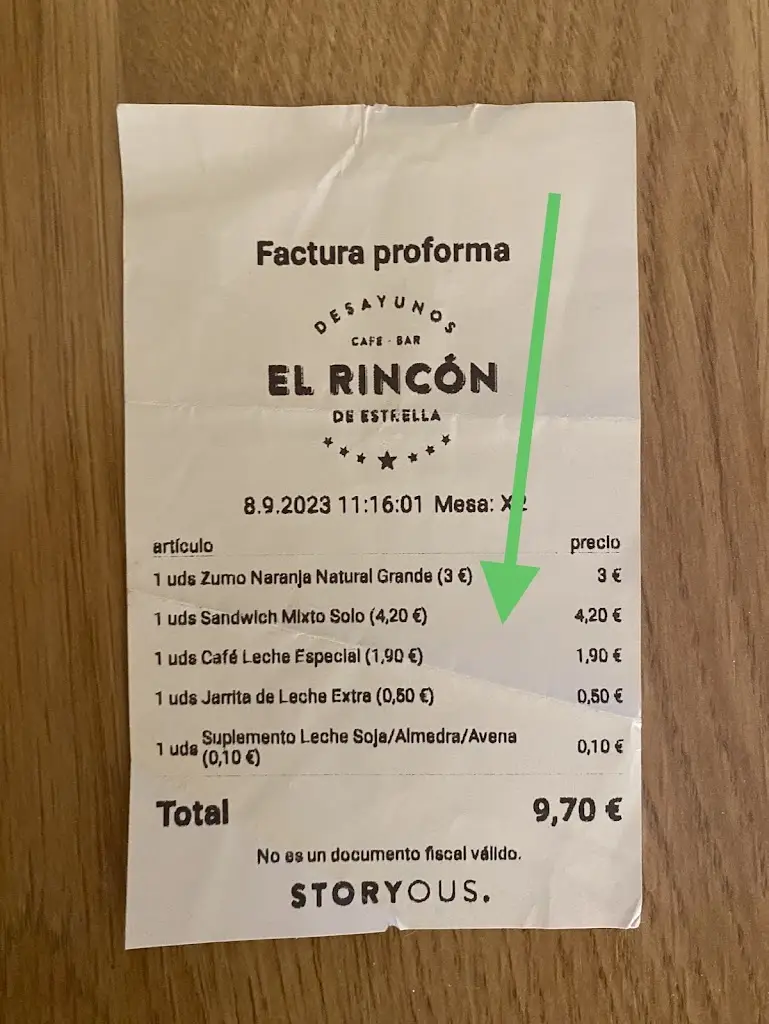 Factura proforma
DESAYUNOS
CAFE · BAR
EL RINCÓN
DE ESTRELLA
8.9.2023 11:16:01 Mesa: X2
artículo precio
1 uds Zumo Naranja Natural Grande (3 €) 3 €
1 uds Sandwich Mixto Solo (4,20 €) 4,20 €
1 uds Café Leche Especial (1,90 €) 1,90 €
1 uds Jarrita de Leche Extra (0,50 €) 0,50 €
1 uds Suplemento Leche Soja/Almedra/Avena
(0,10 €) 0,10 €
Total 9,70 €
No es un documento fiscal válido.
STORYOUS.